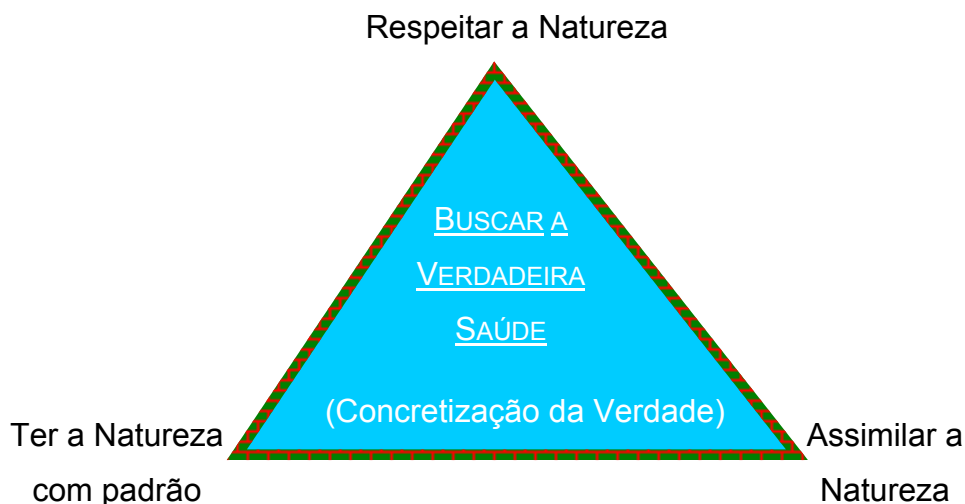 Respeitar a Natureza
BUSCAR A
VERDADEIRA
SAÚDE
(Concretização da Verdade)
Ter a Natureza
com padrão
Assimilar a
Natureza